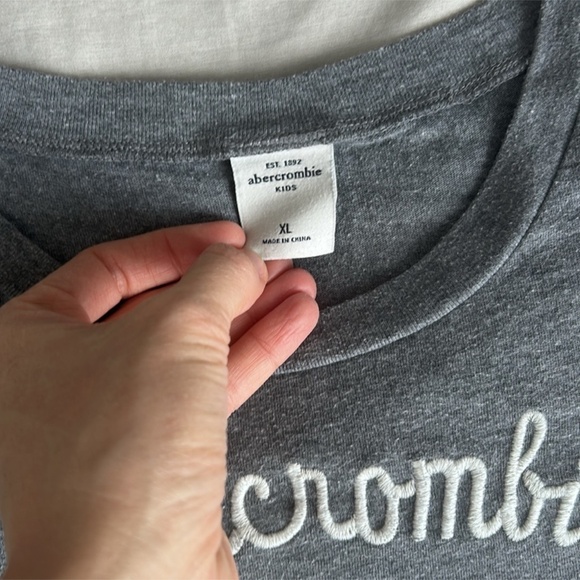 EST. 1892
abercrombie
KIDS
XL
MADE IN CHINA
crombi